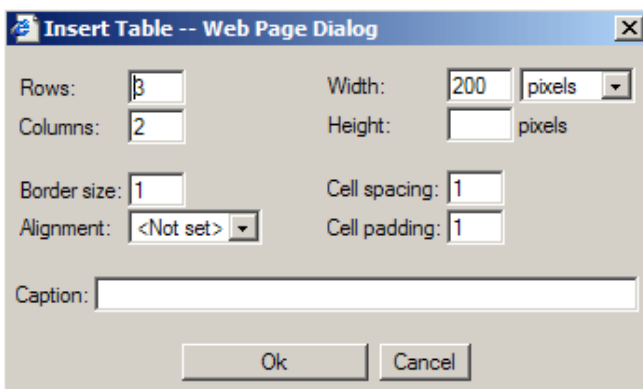 Insert Table -- Web Page Dialog
Rows: 3 Width: 200 pixels
Columns: 2 Height: pixels
Border size: 1 Cell spacing: 1
Alignment: <Not set> Cell padding: 1
Caption:
Ok Cancel